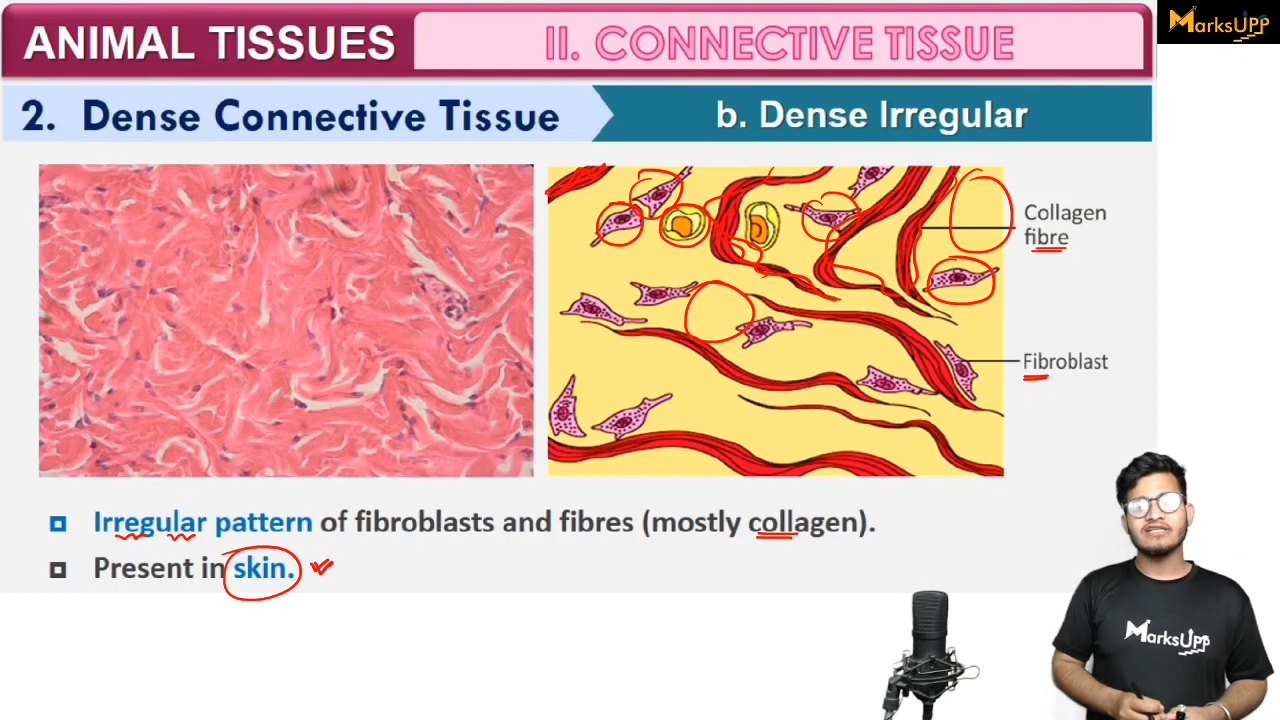 ANIMAL TISSUES
II. CONNECTIVE TISSUE
MarksUPP
2. Dense Connective Tissue
b. Dense Irregular
Collagen
fibre
Fibroblast
Irregular pattern of fibroblasts and fibres (mostly collagen).
Present in skin.
MarksUPP